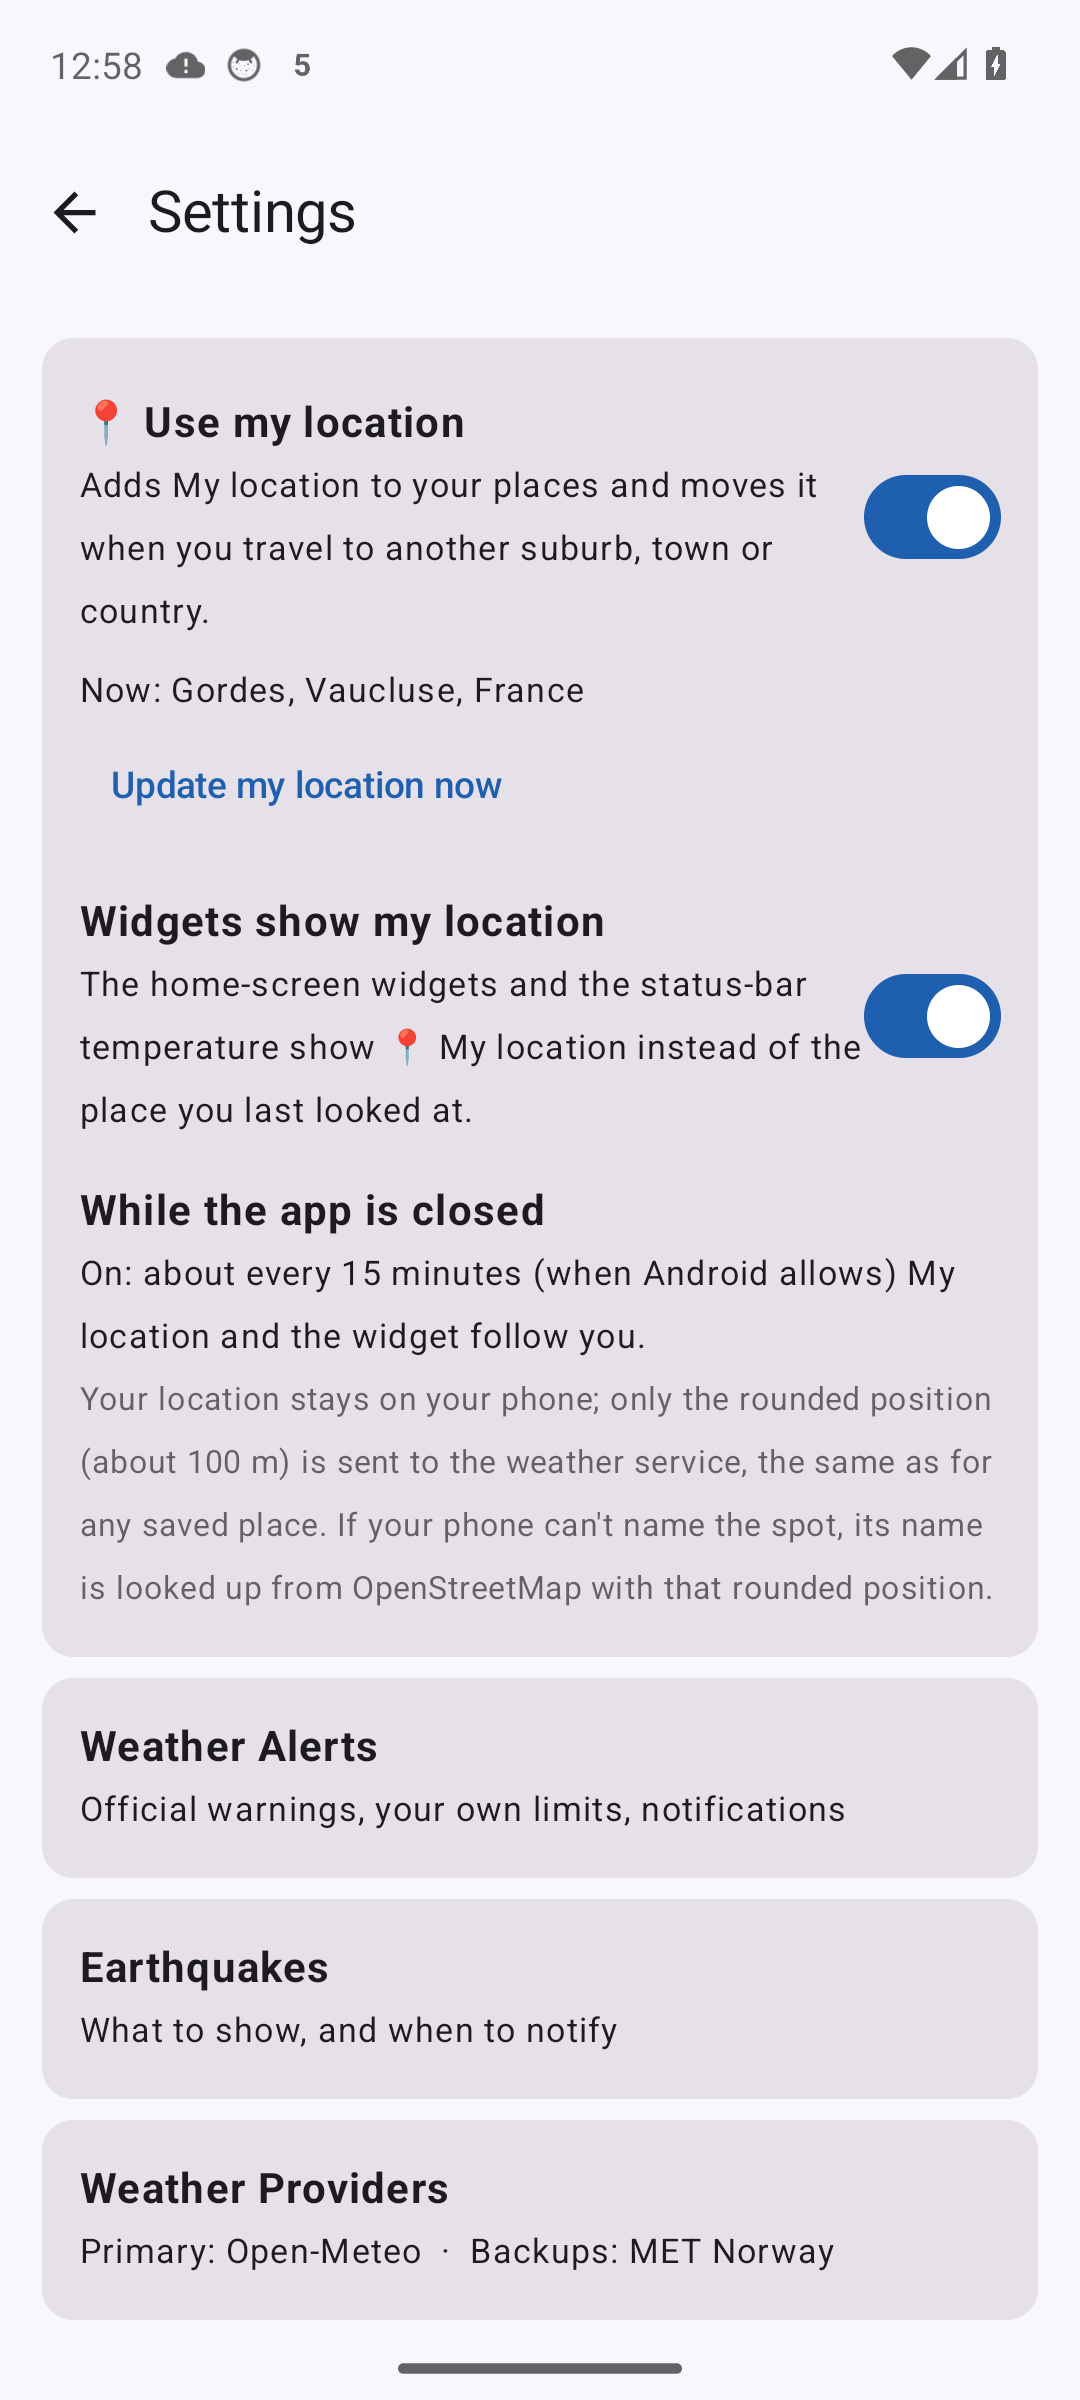 12:58 5
Settings
📍 Use my location
Adds My location to your places and moves it
when you travel to another suburb, town or
country.
Now: Gordes, Vaucluse, France
Update my location now
Widgets show my location
The home-screen widgets and the status-bar
temperature show 📍 My location instead of the
place you last looked at.
While the app is closed
On: about every 15 minutes (when Android allows) My
location and the widget follow you.
Your location stays on your phone; only the rounded position
(about 100 m) is sent to the weather service, the same as for
any saved place. If your phone can't name the spot, its name
is looked up from OpenStreetMap with that rounded position.
Weather Alerts
Official warnings, your own limits, notifications
Earthquakes
What to show, and when to notify
Weather Providers
Primary: Open-Meteo · Backups: MET Norway